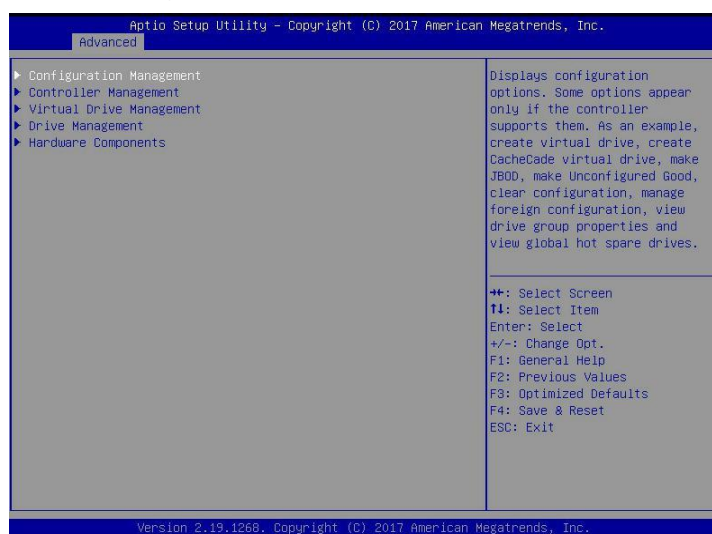 Aptio Setup Utility – Copyright (C) 2017 American Megatrends, Inc.
Advanced
▶ Configuration Management
▶ Controller Management
▶ Virtual Drive Management
▶ Drive Management
▶ Hardware Components
Displays configuration
options. Some options appear
only if the controller
supports them. As an example,
create virtual drive, create
CacheCade virtual drive, make
JBOD, make Unconfigured Good,
clear configuration, manage
foreign configuration, view
drive group properties and
view global hot spare drives.
→←: Select Screen
↑↓: Select Item
Enter: Select
+/-: Change Opt.
F1: General Help
F2: Previous Values
F3: Optimized Defaults
F4: Save & Reset
ESC: Exit
Version 2.19.1268. Copyright (C) 2017 American Megatrends, Inc.